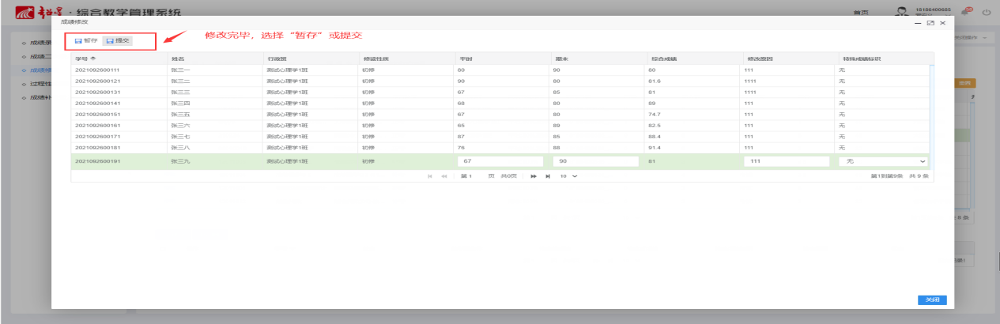 · 综合教学管理系统
首页
18186400685
成绩修改
暂存 提交
修改完毕，选择“暂存”或提交
学号 姓名 行政班 修读性质 平时 期末 综合成绩 修改原因 特殊成绩标识
2021092600111 张三一 测试心理学1班 初修 80 90 80 111 无
2021092600121 张三二 测试心理学1班 初修 90 80 81.6 1111 无
2021092600131 张三三 测试心理学1班 初修 67 85 81 1111 无
2021092600141 张三四 测试心理学1班 初修 68 80 89 111 无
2021092600151 张三五 测试心理学1班 初修 67 80 74.7 111 无
2021092600161 张三六 测试心理学1班 初修 65 89 82.5 111 无
2021092600171 张三七 测试心理学1班 初修 87 85 88.4 111 无
2021092600181 张三八 测试心理学1班 初修 76 88 91.4 111 无
2021092600191 张三九 测试心理学1班 初修 67 90 81 111 无
第 1 页 共0页 10 第1到第9条 共 9 条
8 条
关闭